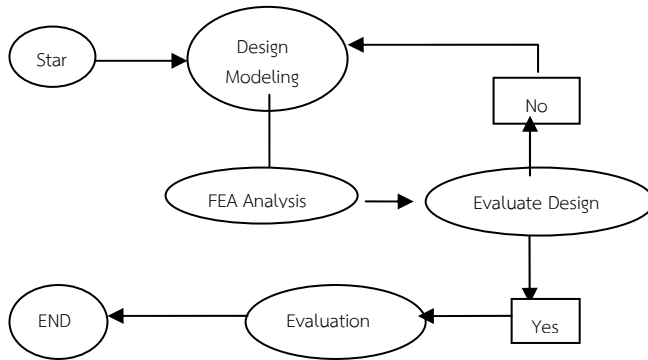 Star
Design
Modeling
No
FEA Analysis
Evaluate Design
END
Evaluation
Yes